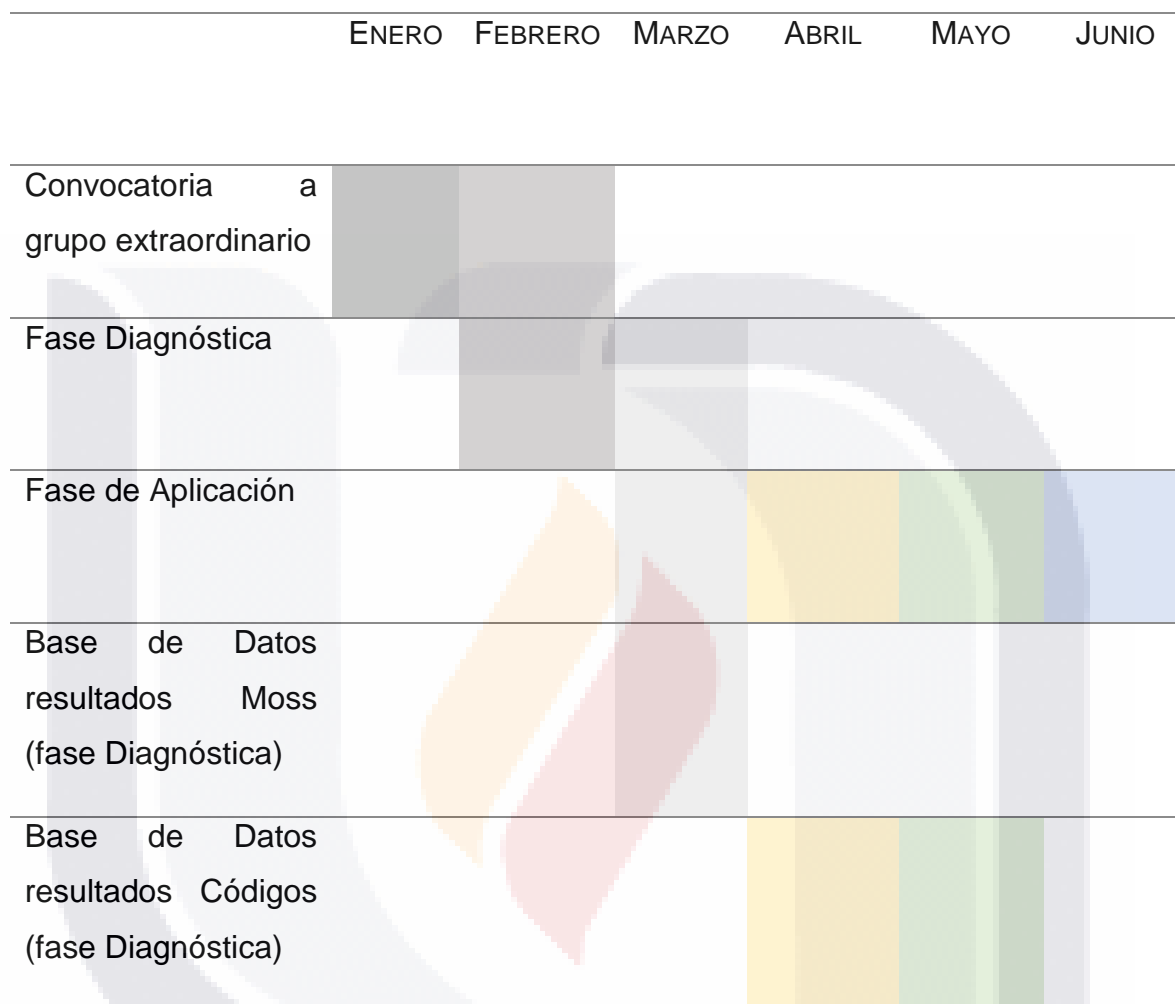 ENERO FEBRERO MARZO ABRIL MAYO JUNIO
Convocatoria a
grupo extraordinario
Fase Diagnóstica
Fase de Aplicación
Base de Datos
resultados Moss
(fase Diagnóstica)
Base de Datos
resultados Códigos
(fase Diagnóstica)